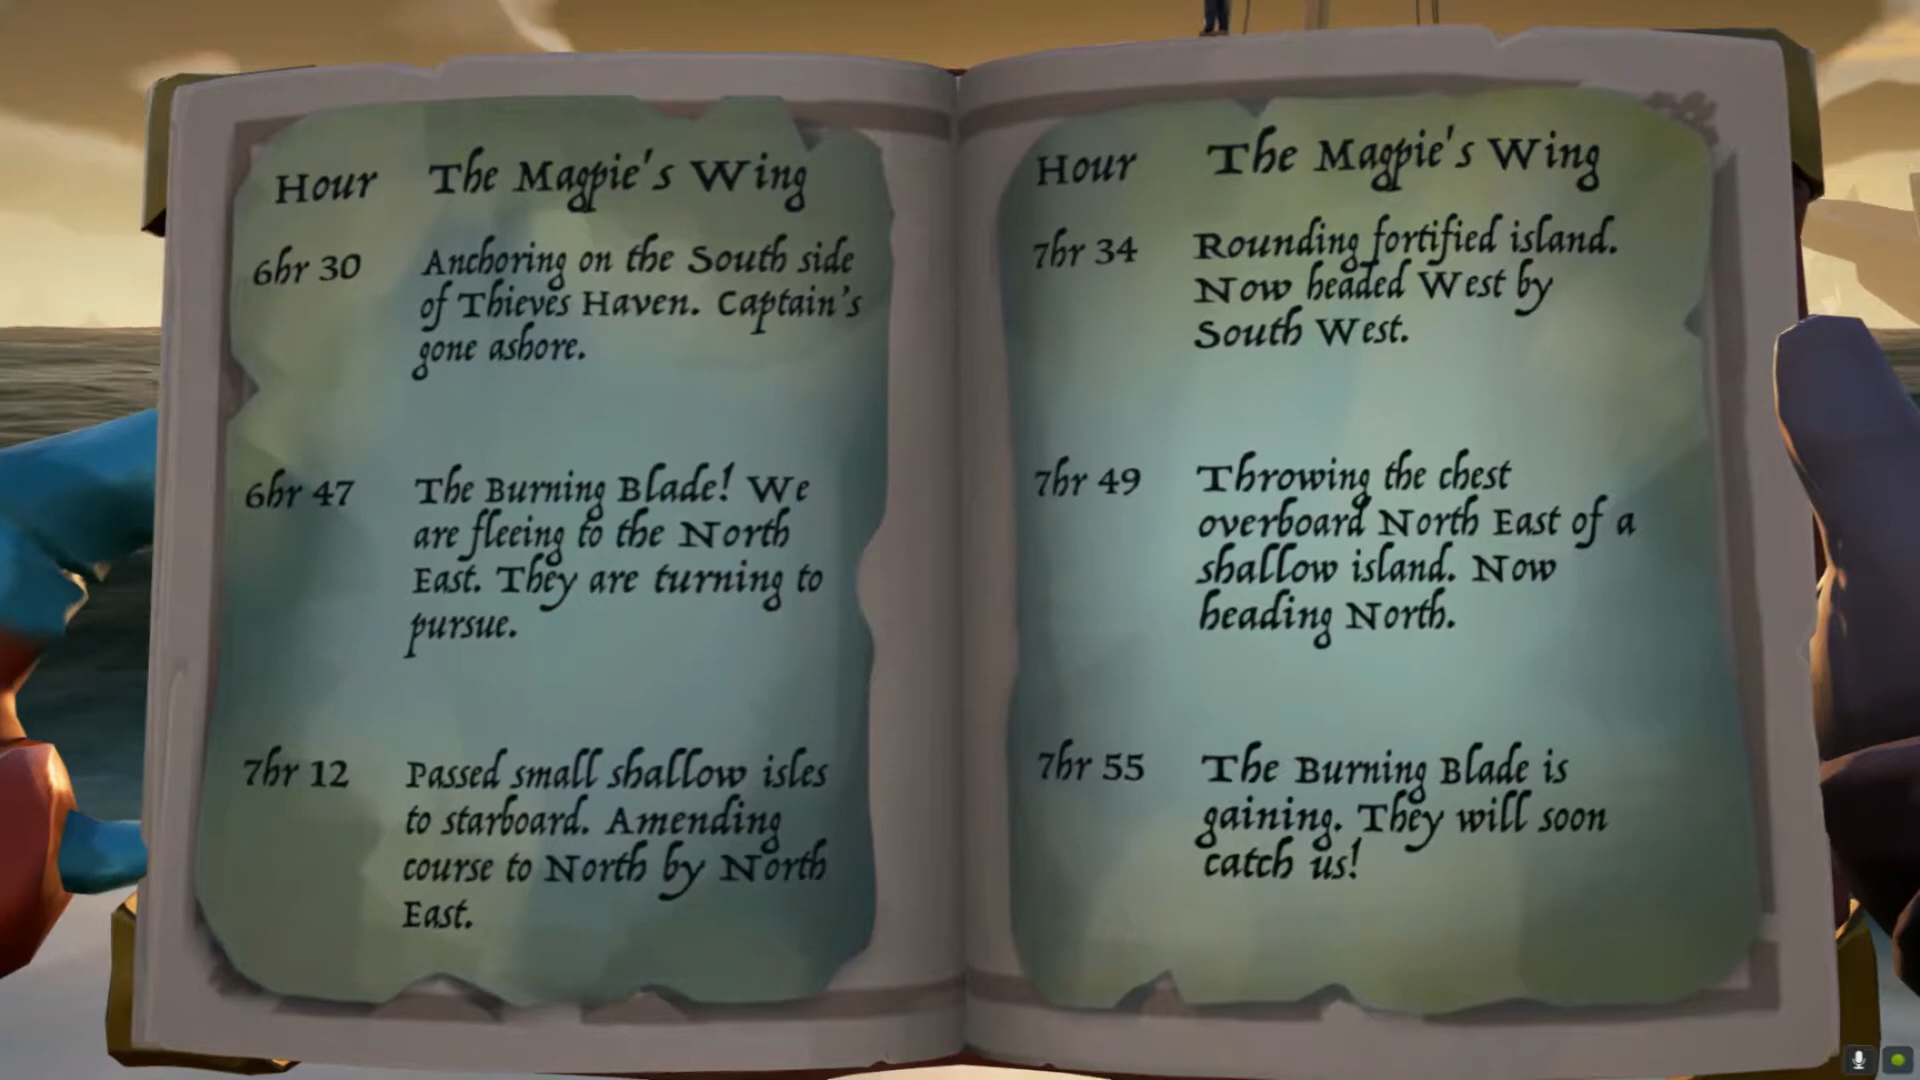 Hour The Magpie's Wing
6hr 30 Anchoring on the South side
of Thieves Haven. Captain's
gone ashore.
6hr 47 The Burning Blade! We
are fleeing to the North
East. They are turning to
pursue.
7hr 12 Passed small shallow isles
to starboard. Amending
course to North by North
East.
Hour The Magpie's Wing
7hr 34 Rounding fortified island.
Now headed West by
South West.
7hr 49 Throwing the chest
overboard North East of a
shallow island. Now
heading North.
7hr 55 The Burning Blade is
gaining. They will soon
catch us!